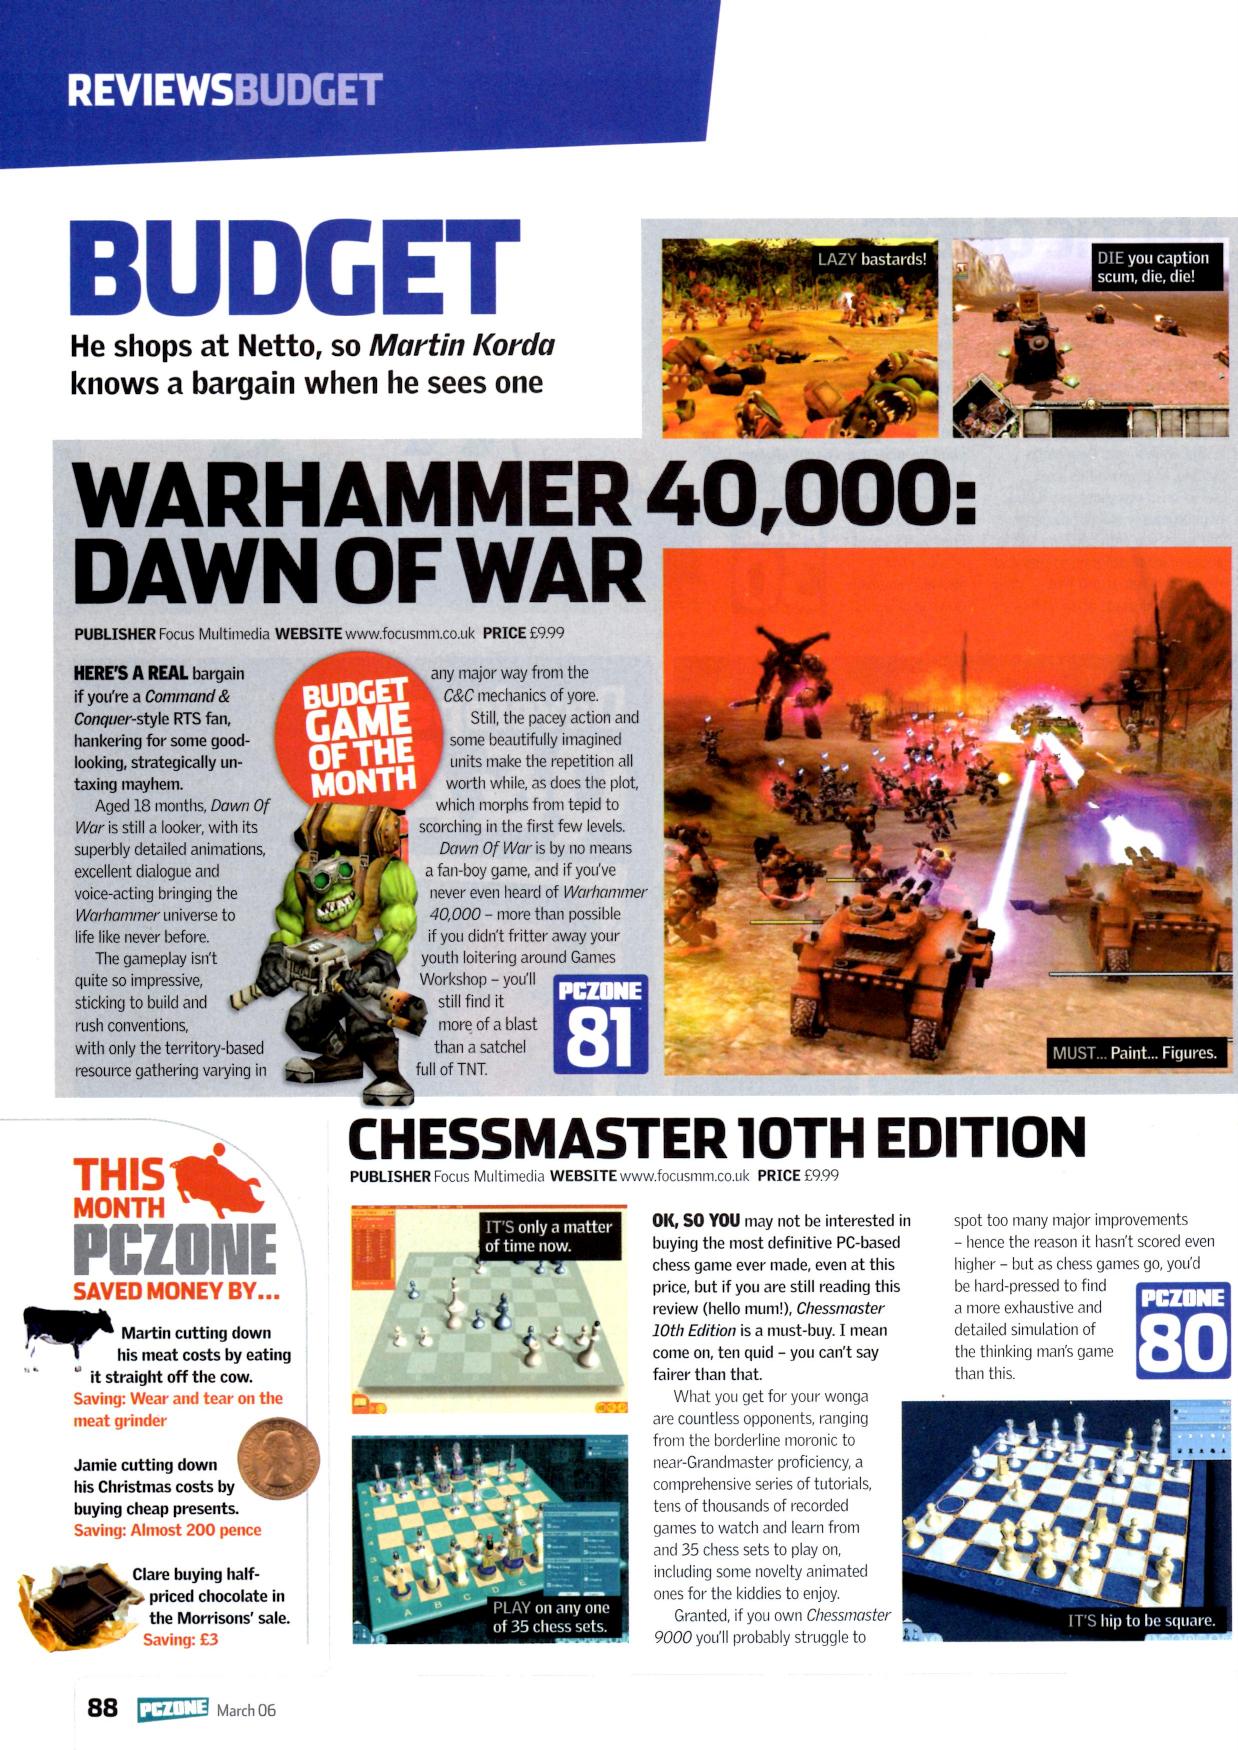 REVIEWSBUDGET
BUDGET
He shops at Netto, so Martin Korda
knows a bargain when he sees one
LAZY bastards!
DIE you caption
scum, die, die!
WARHAMMER 40,000:
DAWN OF WAR
PUBLISHER Focus Multimedia WEBSITE www.focusmm.co.uk PRICE £9.99
HERE'S A REAL bargain
if you're a Command &
Conquer-style RTS fan,
hankering for some good-
looking, strategically un-
taxing mayhem.
Aged 18 months, Dawn Of
War is still a looker, with its
superbly detailed animations,
excellent dialogue and
voice-acting bringing the
Warhammer universe to
life like never before.
The gameplay isn't
quite so impressive,
sticking to build and
rush conventions,
with only the territory-based
resource gathering varying in
BUDGET
GAME
OF THE
MONTH
any major way from the
C&C mechanics of yore.
Still, the pacey action and
some beautifully imagined
units make the repetition all
worth while, as does the plot,
which morphs from tepid to
scorching in the first few levels.
Dawn Of War is by no means
a fan-boy game, and if you've
never even heard of Warhammer
40,000 – more than possible
if you didn't fritter away your
youth loitering around Games
Workshop – you'll
still find it
more of a blast
than a satchel
full of TNT.
PCZONE
81
MUST... Paint... Figures.
THIS
MONTH
PCZONE
SAVED MONEY BY...
Martin cutting down
his meat costs by eating
it straight off the cow.
Saving: Wear and tear on the
meat grinder
Jamie cutting down
his Christmas costs by
buying cheap presents.
Saving: Almost 200 pence
Clare buying half-
priced chocolate in
the Morrisons' sale.
Saving: £3
CHESSMASTER 10TH EDITION
PUBLISHER Focus Multimedia WEBSITE www.focusmm.co.uk PRICE £9.99
IT'S only a matter
of time now.
PLAY on any one
of 35 chess sets.
OK, SO YOU may not be interested in
buying the most definitive PC-based
chess game ever made, even at this
price, but if you are still reading this
review (hello mum!), Chessmaster
10th Edition is a must-buy. I mean
come on, ten quid – you can't say
fairer than that.
What you get for your wonga
are countless opponents, ranging
from the borderline moronic to
near-Grandmaster proficiency, a
comprehensive series of tutorials,
tens of thousands of recorded
games to watch and learn from
and 35 chess sets to play on,
including some novelty animated
ones for the kiddies to enjoy.
Granted, if you own Chessmaster
9000 you'll probably struggle to
spot too many major improvements
– hence the reason it hasn't scored even
higher – but as chess games go, you'd
be hard-pressed to find
a more exhaustive and
detailed simulation of
the thinking man's game
than this.
PCZONE
80
IT'S hip to be square.
88 PCZONE March 06